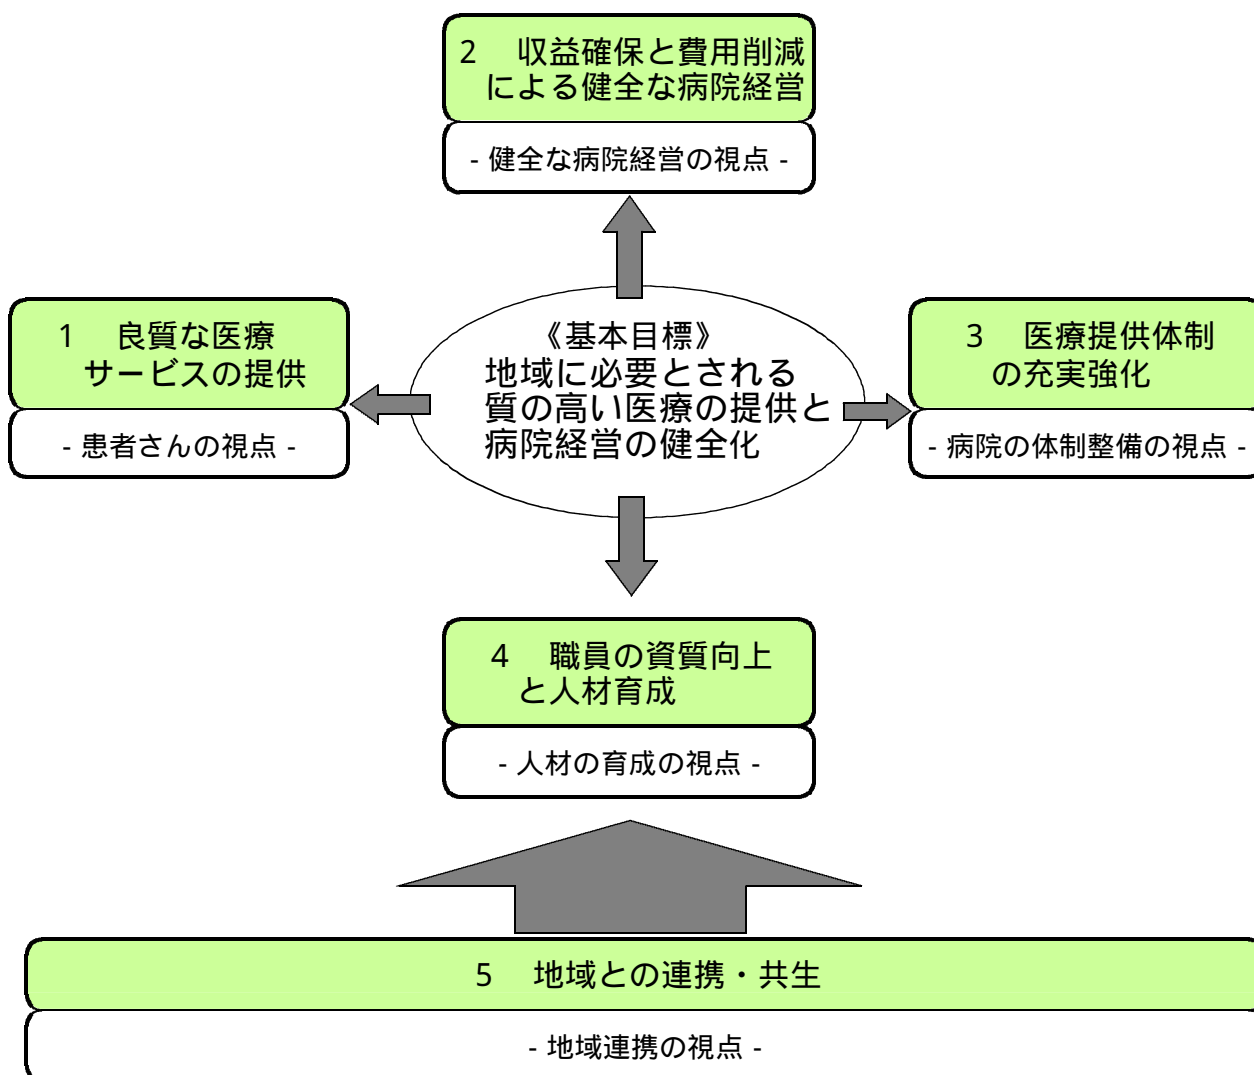 2　収益確保と費用削減
による健全な病院経営
- 健全な病院経営の視点 -
1　良質な医療
サービスの提供
- 患者さんの視点 -
《基本目標》
地域に必要とされる
質の高い医療の提供と
病院経営の健全化
3　医療提供体制
の充実強化
- 病院の体制整備の視点 -
4　職員の資質向上
と人材育成
- 人材の育成の視点 -
5　地域との連携・共生
- 地域連携の視点 -